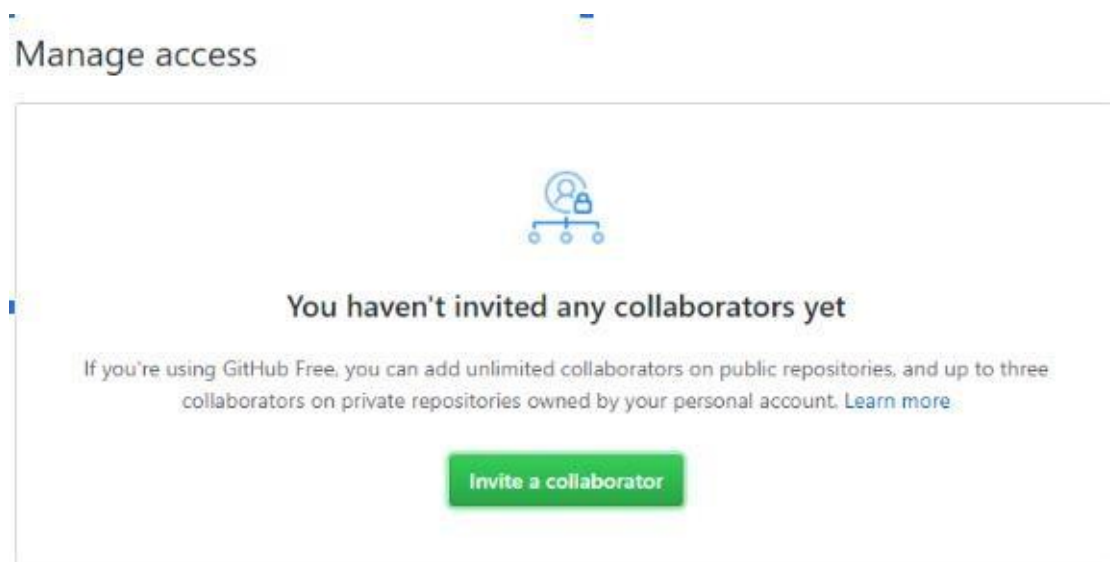 Manage access
You haven't invited any collaborators yet
If you're using GitHub Free, you can add unlimited collaborators on public repositories, and up to three
collaborators on private repositories owned by your personal account. Learn more
Invite a collaborator